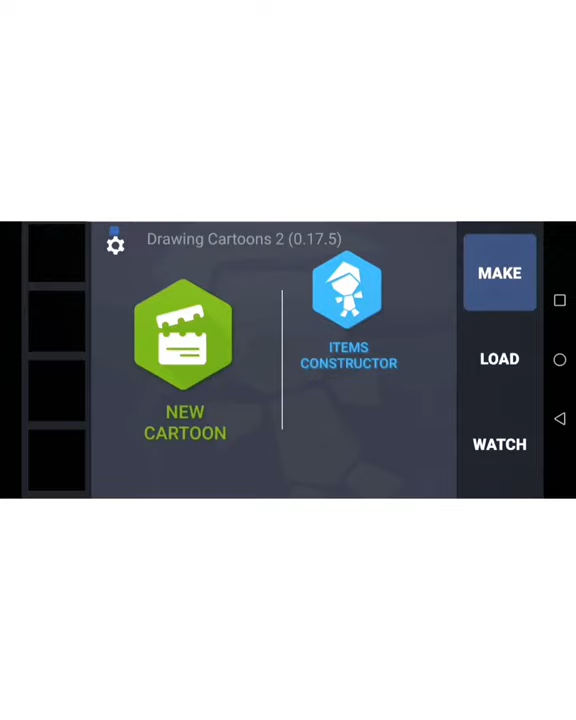 Drawing Cartoons 2 (0.17.5)
NEW
CARTOON
ITEMS
CONSTRUCTOR
MAKE
LOAD
WATCH